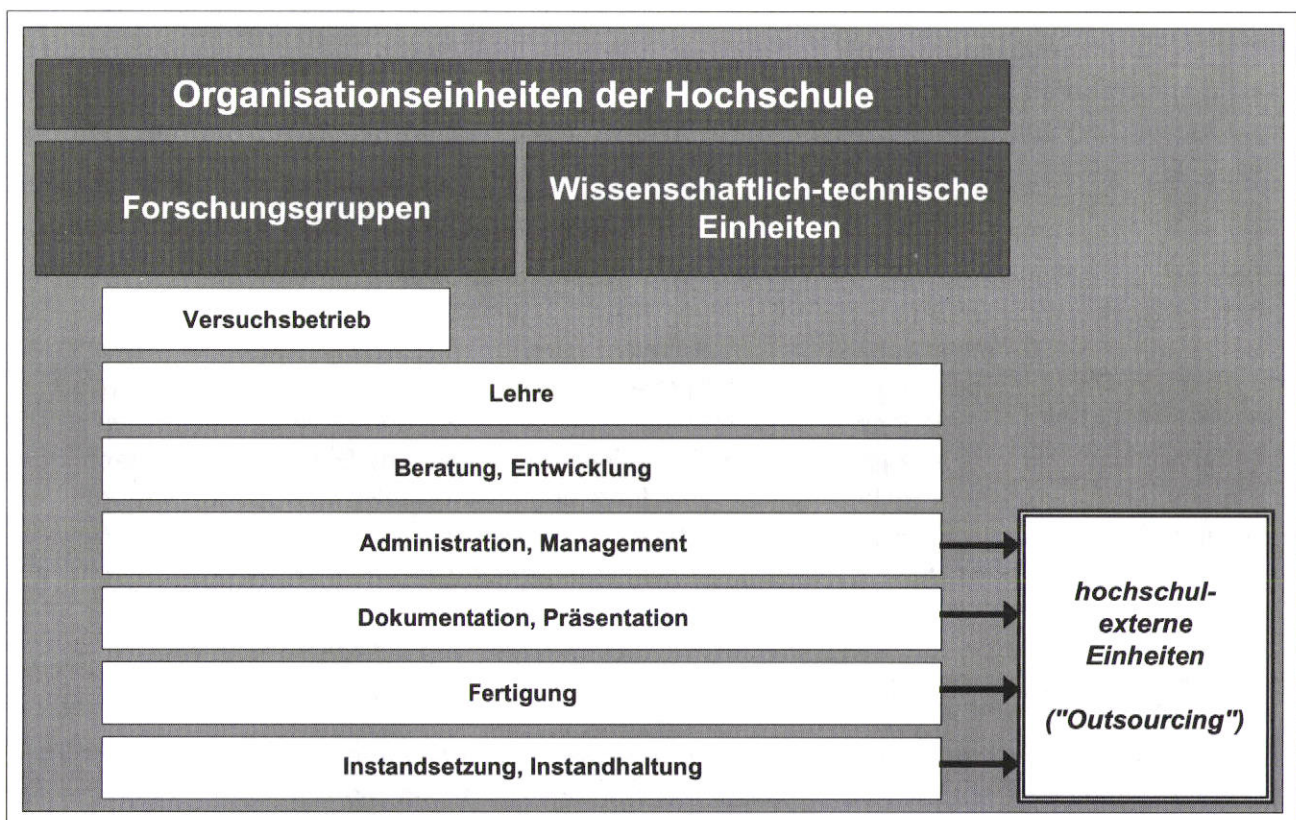 Organisationseinheiten der Hochschule
Forschungsgruppen
Wissenschaftlich-technische
Einheiten
Versuchsbetrieb
Lehre
Beratung, Entwicklung
Administration, Management
Dokumentation, Präsentation
Fertigung
Instandsetzung, Instandhaltung
hochschul-
externe
Einheiten
("Outsourcing")